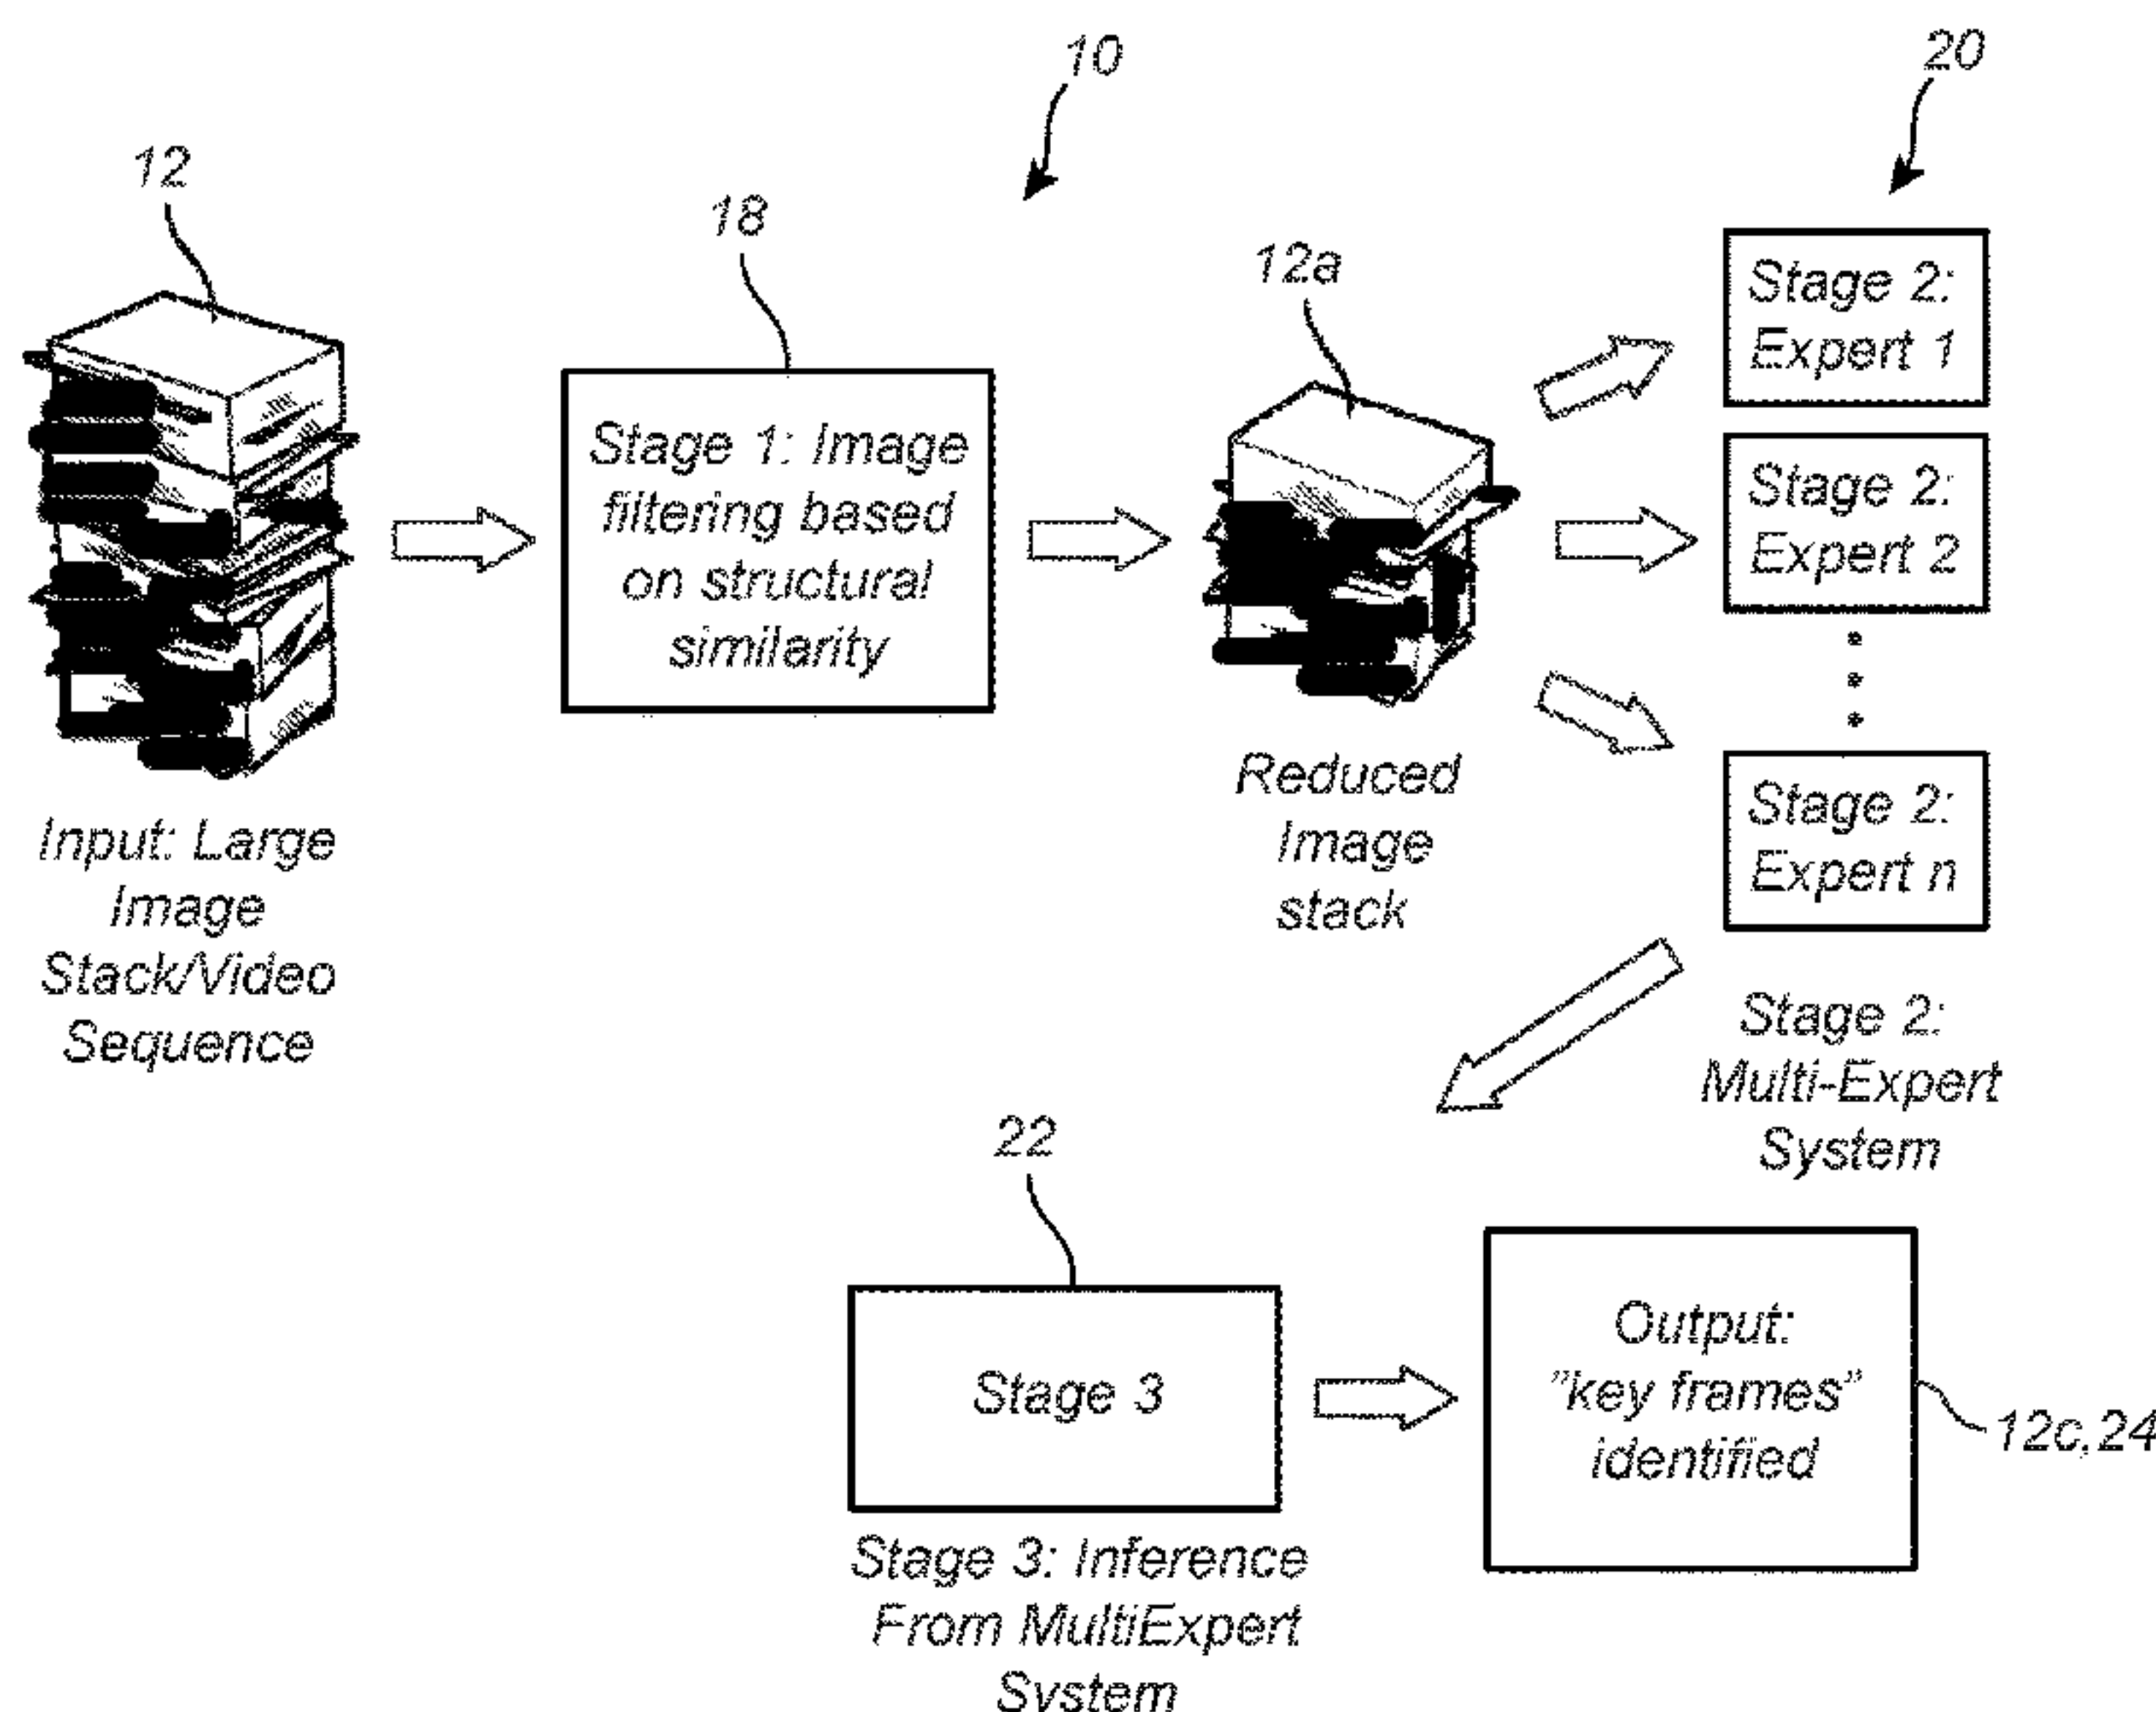 10
20
12
18
12a
Stage 1: Image
filtering based
on structural
similarity
Stage 2:
Expert 1
Stage 2:
Expert 2
Stage 2:
Expert n
Input: Large
Image
Stack/Video
Sequence
Reduced
Image
stack
Stage 2:
Multi-Expert
System
22
Stage 3
Stage 3: Inference
From MultiExpert
System
Output:
"key frames"
identified
12c,24